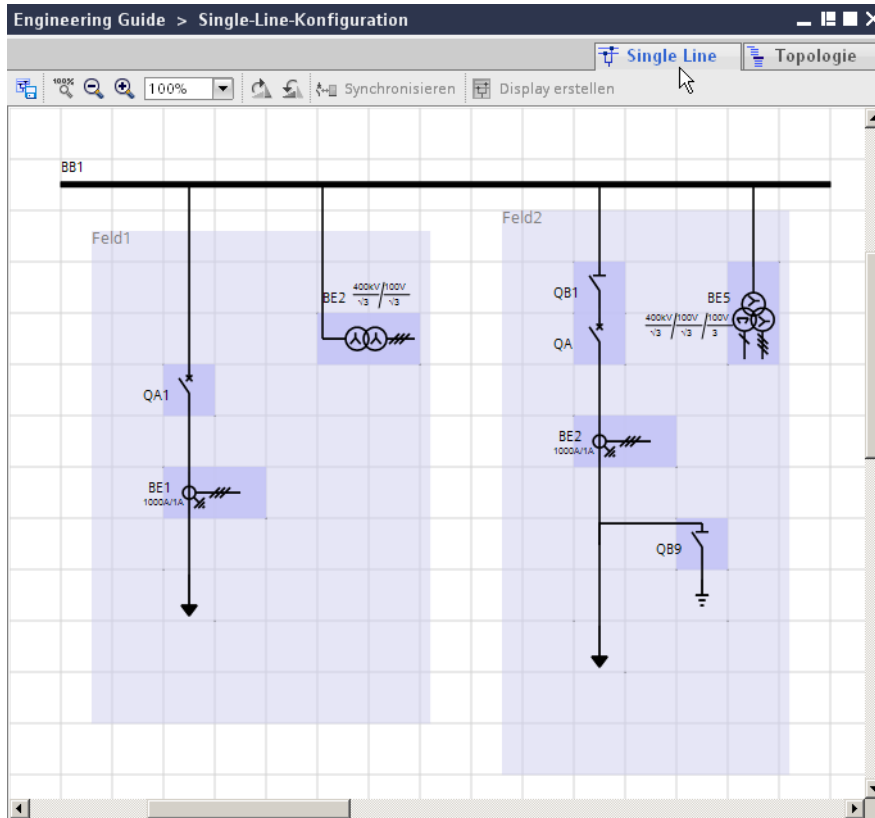 Engineering Guide > Single-Line-Konfiguration
Single Line
Topologie
100%
100%
Synchronisieren
Display erstellen
BB1
Feld1
Feld2
BE2 400kV/√3 / 100V/√3
QB1
BE5
400kV/√3 / 100V/√3 / 100V/3
QA
QA1
BE2
1000A/1A
BE1
1000A/1A
QB9